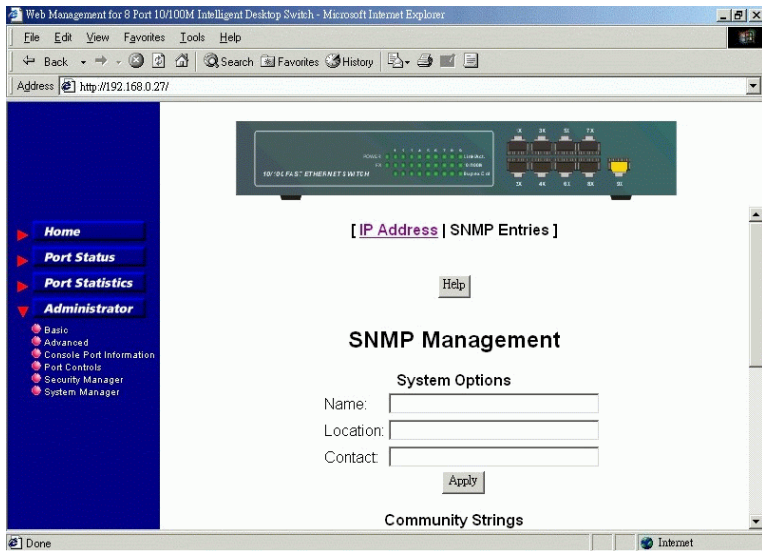 Web Management for 8 Port 10/100M Intelligent Desktop Switch - Microsoft Internet Explorer
File Edit View Favorites Tools Help
Back Search Favorites History
Address http://192.168.0.27/
POWER
10/100 FAST ETHERNET SWITCH
Home
Port Status
Port Statistics
Administrator
Basic
Advanced
Console Port Information
Port Controls
Security Manager
System Manager
[ IP Address | SNMP Entries ]
Help
SNMP Management
System Options
Name:
Location:
Contact:
Apply
Community Strings
Done
Internet